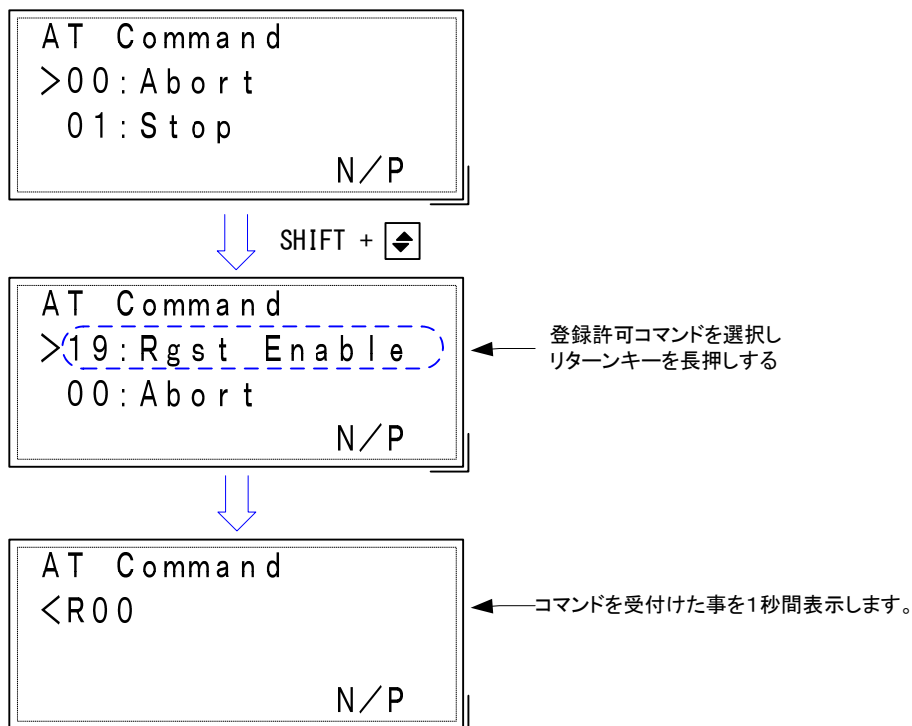 AT Command
>00:Abort
01:Stop
N/P
SHIFT +
AT Command
>19:Rgst Enable
00:Abort
N/P
登録許可コマンドを選択し
リターンキーを長押しする
AT Command
<R00
N/P
コマンドを受付けた事を1秒間表示します。